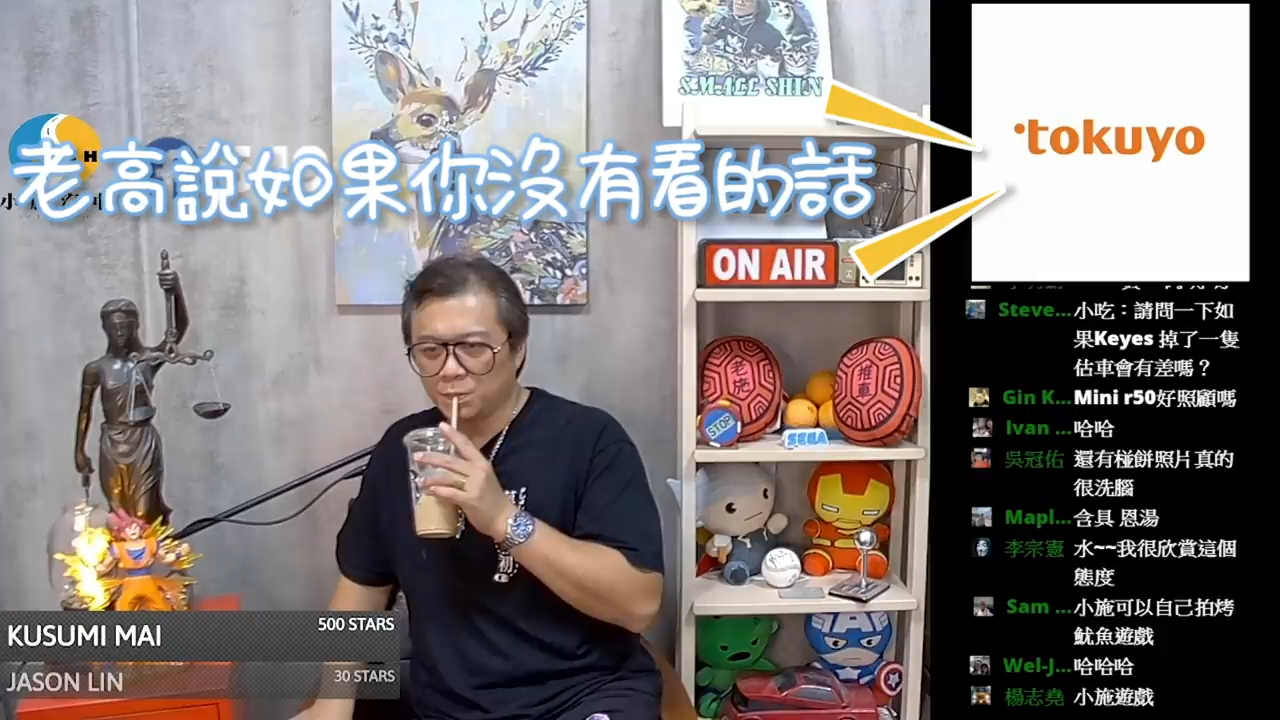 SMALL SHIN
tokuyo
老高說如果你沒有看的話
ON AIR
老施
推車
STOP
SEGA
KUSUMI MAI
500 STARS
JASON LIN
30 STARS
Steve...小吃：請問一下如
果Keyes 掉了一隻
估車會有差嗎？
Gin K...Mini r50好照顧嗎
Ivan ...哈哈
吳冠佑 還有椪餅照片真的
很洗腦
Mapl...含具 恩湯
李宗憲 水~~我很欣賞這個
態度
Sam ...小施可以自己拍烤
魷魚遊戲
Wel-J...哈哈哈
楊志堯 小施遊戲